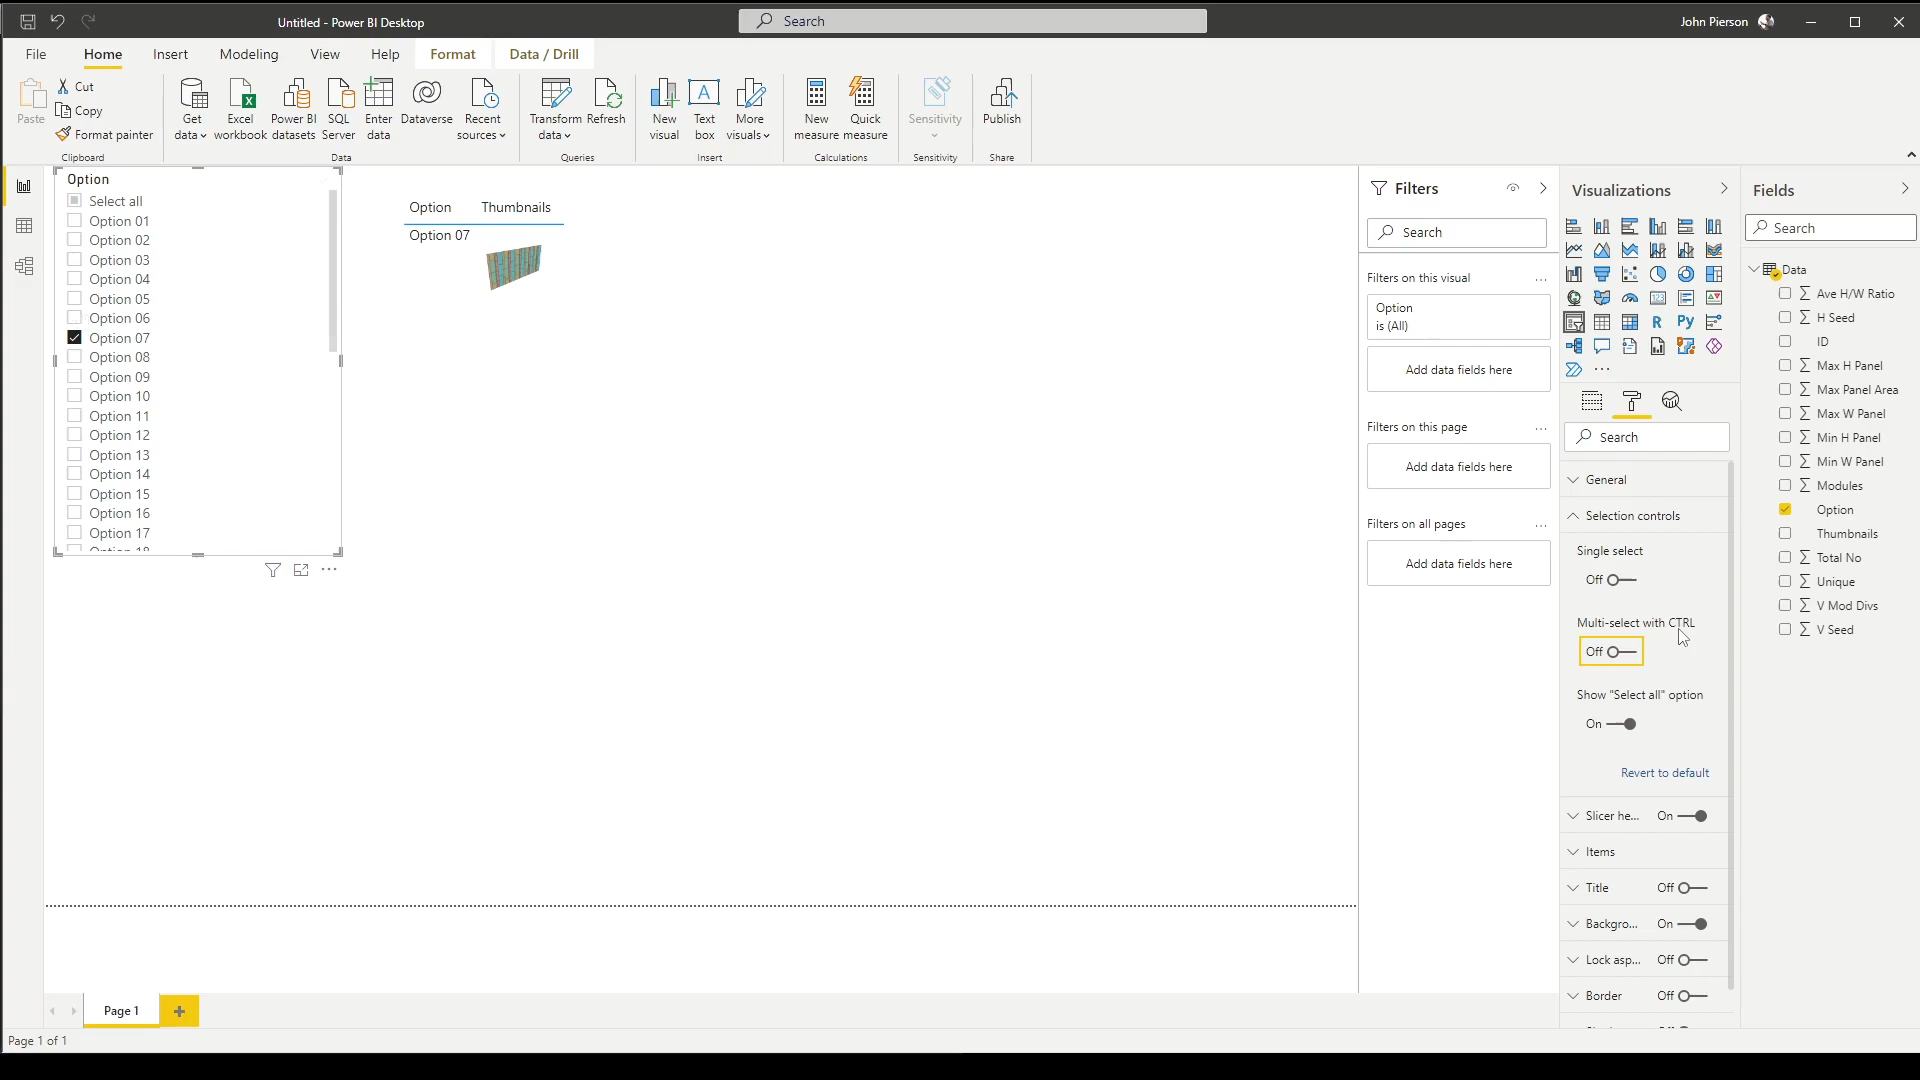 Untitled - Power BI Desktop
Search
John Pierson
File Home Insert Modeling View Help Format Data / Drill
Paste
Cut
Copy
Format painter
Clipboard
Get data
Excel workbook
Power BI datasets
SQL Server
Enter data
Dataverse
Recent sources
Data
Transform data
Refresh
Queries
New visual
Text box
More visuals
Insert
New measure
Quick measure
Calculations
Sensitivity
Sensitivity
Publish
Share
Option
Select all
Option 01
Option 02
Option 03
Option 04
Option 05
Option 06
Option 07
Option 08
Option 09
Option 10
Option 11
Option 12
Option 13
Option 14
Option 15
Option 16
Option 17
Option 18
Option Thumbnails
Option 07
Filters
Search
Filters on this visual
Option
is (All)
Add data fields here
Filters on this page
Add data fields here
Filters on all pages
Add data fields here
Visualizations
R Py
123
Search
General
Selection controls
Single select
Off
Multi-select with CTRL
Off
Show "Select all" option
On
Revert to default
Slicer he... On
Items
Title Off
Backgro... On
Lock asp... Off
Border Off
Fields
Search
Data
Ave H/W Ratio
H Seed
ID
Max H Panel
Max Panel Area
Max W Panel
Min H Panel
Min W Panel
Modules
Option
Thumbnails
Total No
Unique
V Mod Divs
V Seed
Page 1
Page 1 of 1